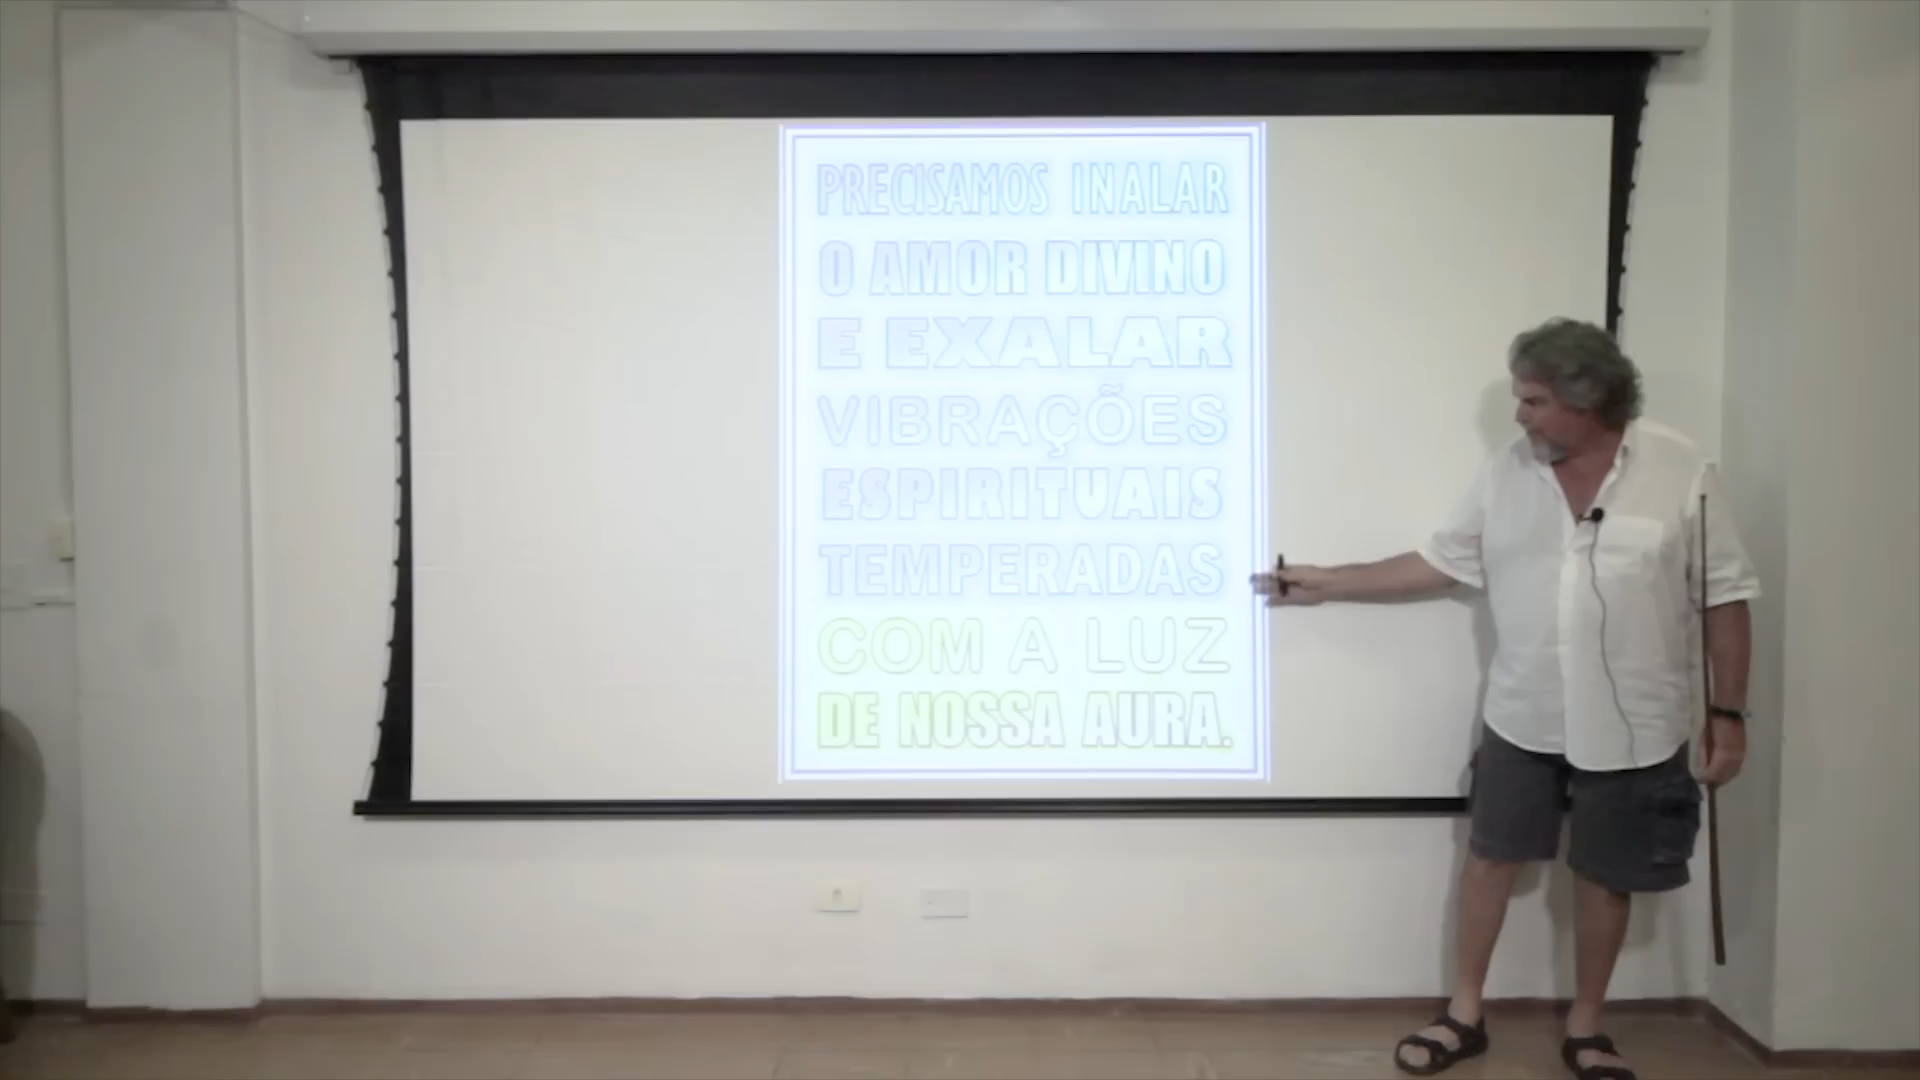 PRECISAMOS INALAR
O AMOR DIVINO
E EXALAR
VIBRAÇÕES
ESPIRITUAIS
TEMPERADAS
COM A LUZ
DE NOSSA AURA.